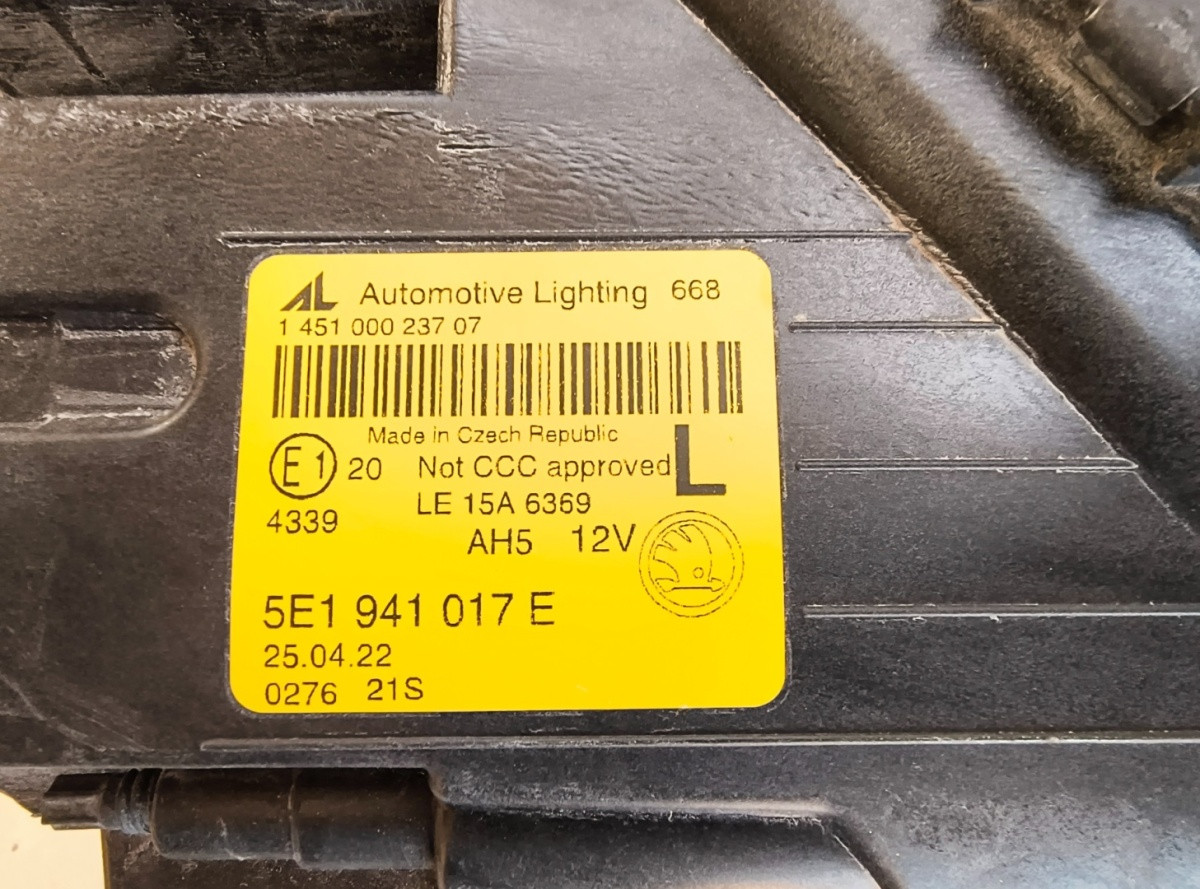 AL Automotive Lighting 668
1 451 000 237 07
Made in Czech Republic
E1 20 Not CCC approved L
4339 LE 15A 6369
AH5 12V
5E1 941 017 E
25.04.22
0276 21S